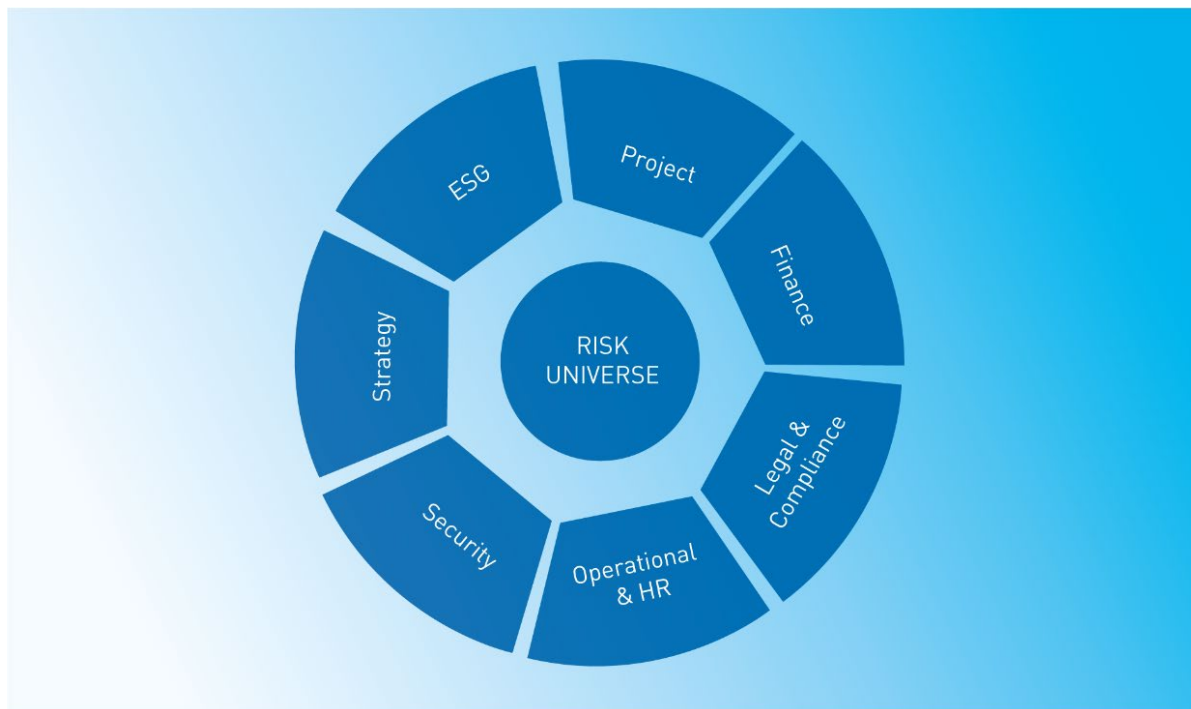 Project
Finance
Legal &
Compliance
Operational
& HR
Security
Strategy
ESG
RISK
UNIVERSE